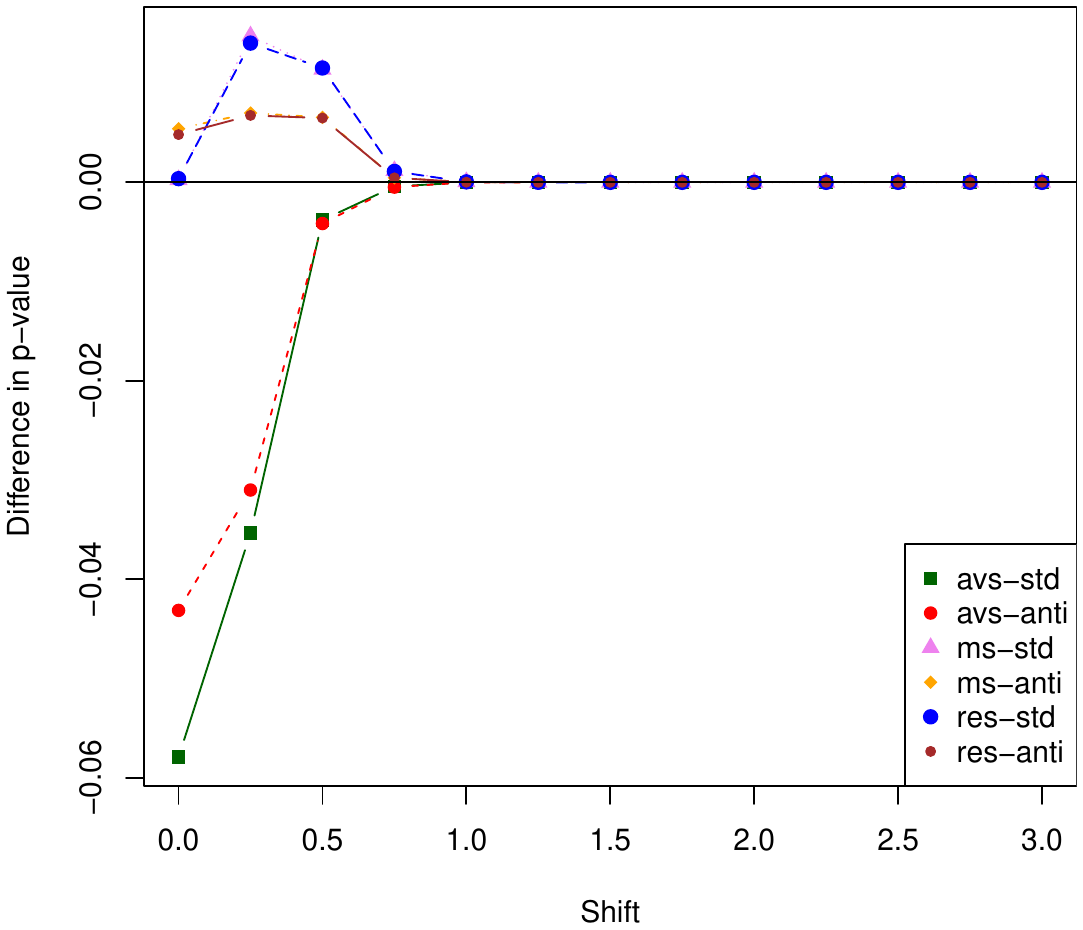 Difference in p−value
0.00
−0.02
−0.04
−0.06
avs−std
avs−anti
ms−std
ms−anti
res−std
res−anti
0.0 0.5 1.0 1.5 2.0 2.5 3.0
Shift